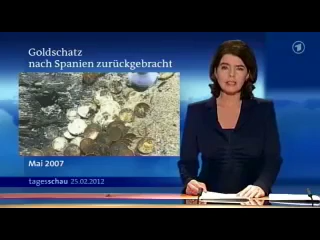 Goldschatz
nach Spanien zurückgebracht
Mai 2007
tagesschau 25.02.2012